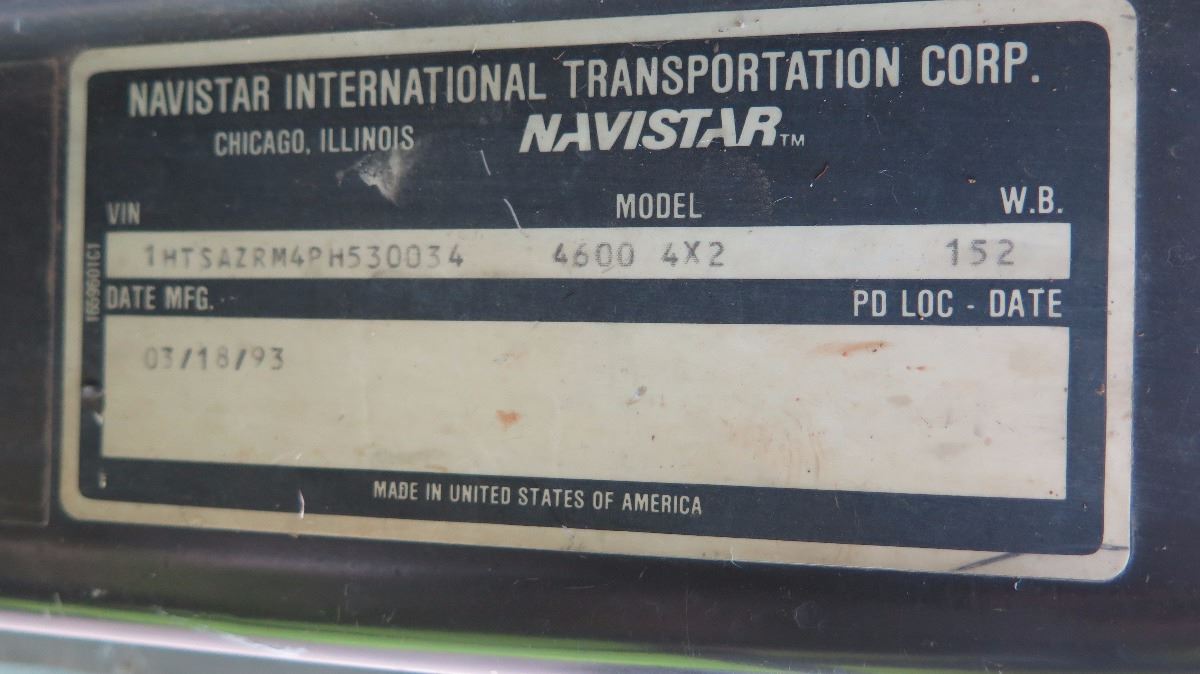 NAVISTAR INTERNATIONAL TRANSPORTATION CORP.
CHICAGO, ILLINOIS NAVISTAR™
VIN MODEL W.B.
1HTSAZRM4PH530034 4600 4X2 152
1659601C1
DATE MFG. PD LOC - DATE
03/18/93
MADE IN UNITED STATES OF AMERICA